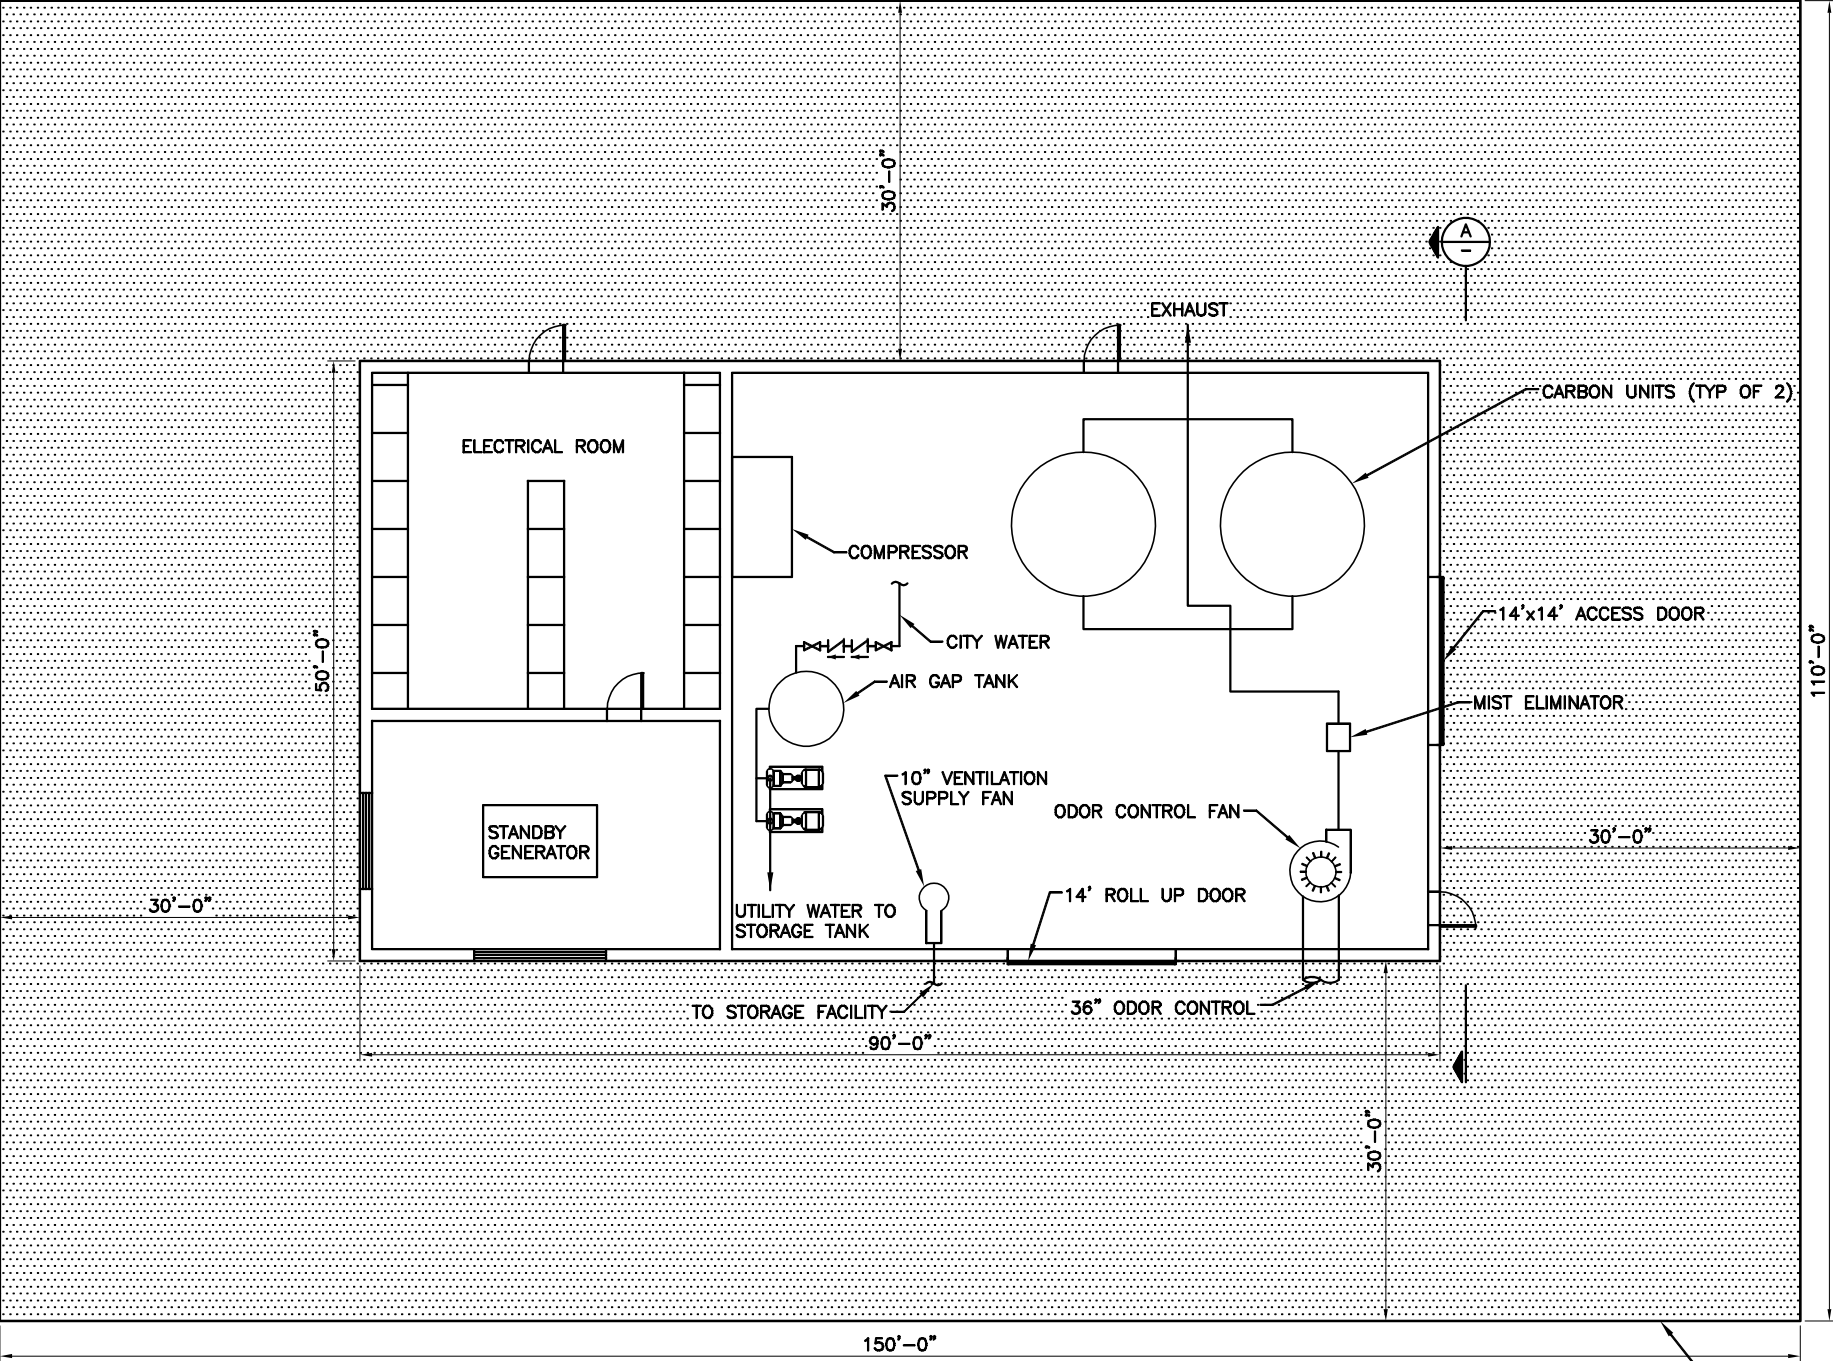 30'-0"
A
EXHAUST
CARBON UNITS (TYP OF 2)
ELECTRICAL ROOM
COMPRESSOR
14'x14' ACCESS DOOR
CITY WATER
50'-0"
110'-0"
AIR GAP TANK
MIST ELIMINATOR
10" VENTILATION
SUPPLY FAN
ODOR CONTROL FAN
STANDBY
GENERATOR
30'-0"
30'-0"
14' ROLL UP DOOR
UTILITY WATER TO
STORAGE TANK
TO STORAGE FACILITY
36" ODOR CONTROL
90'-0"
30'-0"
150'-0"